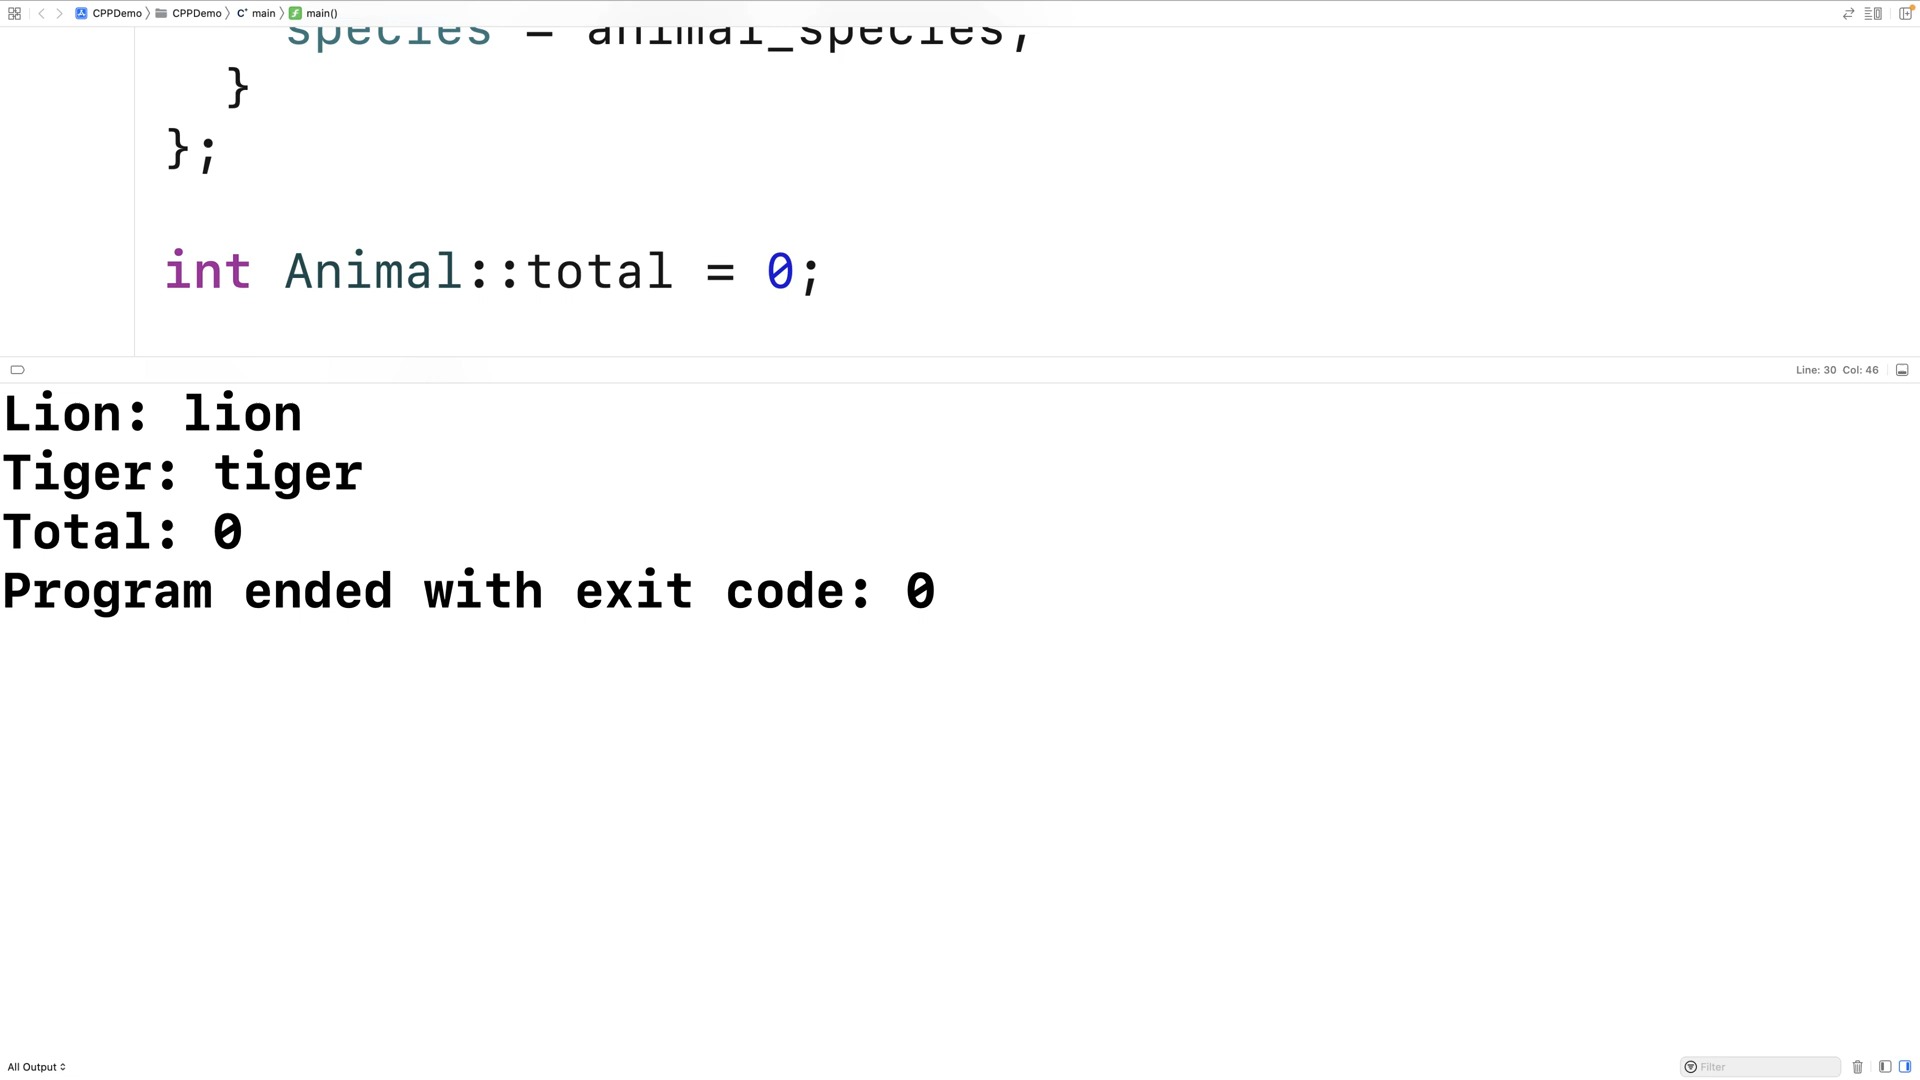 CPPDemo CPPDemo C+ main main()
species = animal_species;
}
};
int Animal::total = 0;
Line: 30 Col: 46
Lion: lion
Tiger: tiger
Total: 0
Program ended with exit code: 0
All Output
Filter